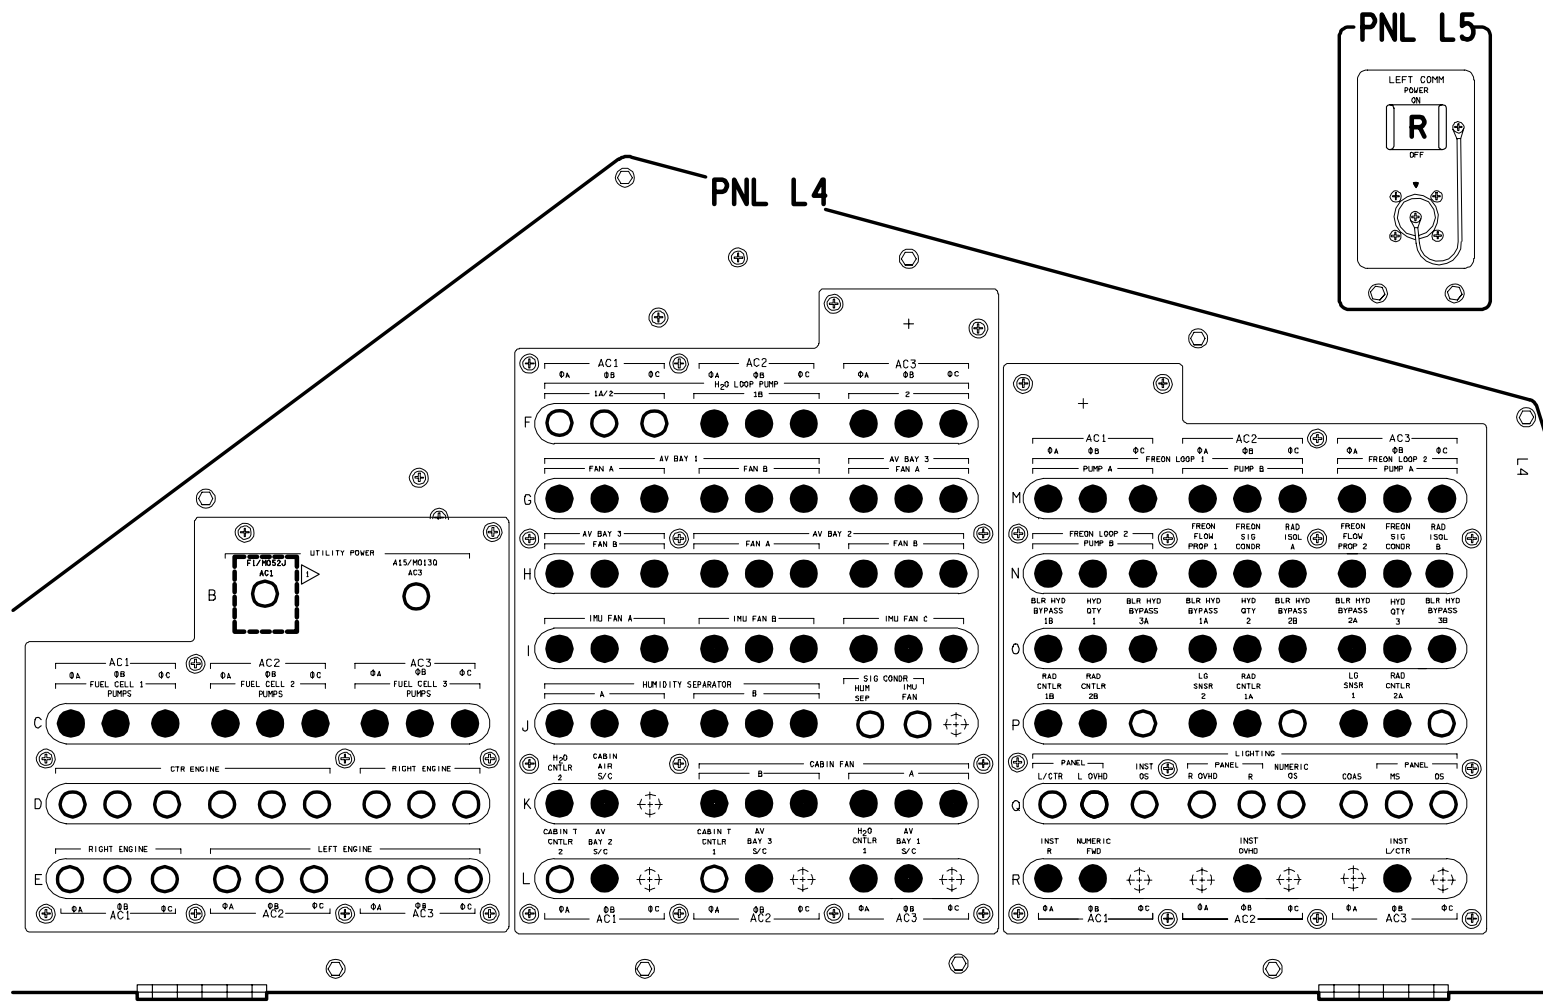 PNL L5
LEFT COMM
POWER
ON
R
OFF
PNL L4
L4
UTILITY POWER
F1/MO52J
AC1
1
A15/MO13Q
AC3
B
AC1 AC2 AC3
ΦA ΦB ΦC ΦA ΦB ΦC ΦA ΦB ΦC
FUEL CELL 1 FUEL CELL 2 FUEL CELL 3
PUMPS PUMPS PUMPS
C
CTR ENGINE RIGHT ENGINE
D
RIGHT ENGINE LEFT ENGINE
E
ΦA ΦB ΦC ΦA ΦB ΦC ΦA ΦB ΦC
AC1 AC2 AC3
AC1 AC2 AC3
ΦA ΦB ΦC ΦA ΦB ΦC ΦA ΦB ΦC
H2O LOOP PUMP
1A/2 1B 2
F
AV BAY 1 AV BAY 3
FAN A FAN B FAN A
G
AV BAY 3 AV BAY 2
FAN B FAN A FAN B
H
IMU FAN A IMU FAN B IMU FAN C
I
HUMIDITY SEPARATOR SIG CONDR
A B HUM SEP IMU FAN
J
H2O CNTLR 2 CABIN AIR S/C CABIN FAN
B A
K
CABIN T CNTLR 2 AV BAY 2 S/C CABIN T CNTLR 1 AV BAY 3 S/C H2O CNTLR 1 AV BAY 1 S/C
L
ΦA ΦB ΦC ΦA ΦB ΦC ΦA ΦB ΦC
AC1 AC2 AC3
AC1 AC2 AC3
ΦA ΦB ΦC ΦA ΦB ΦC ΦA ΦB ΦC
FREON LOOP 1 FREON LOOP 2
PUMP A PUMP B PUMP A
M
FREON LOOP 2 FREON FREON RAD FREON FREON RAD
PUMP B FLOW SIG ISOL FLOW SIG ISOL
PROP 1 CONDR A PROP 2 CONDR B
N
BLR HYD HYD BLR HYD BLR HYD HYD BLR HYD BLR HYD HYD BLR HYD
BYPASS QTY BYPASS BYPASS QTY BYPASS BYPASS QTY BYPASS
1B 1 3A 1A 2 2B 2A 3 3B
O
RAD RAD LG RAD LG RAD
CNTLR CNTLR SNSR CNTLR SNSR CNTLR
1B 2B 2 1A 1 2A
P
LIGHTING
PANEL INST PANEL NUMERIC PANEL
L/CTR L OVHD OS R OVHD R OS COAS MS OS
Q
INST NUMERIC INST INST
R FWD OVHD L/CTR
R
ΦA ΦB ΦC ΦA ΦB ΦC ΦA ΦB ΦC
AC1 AC2 AC3